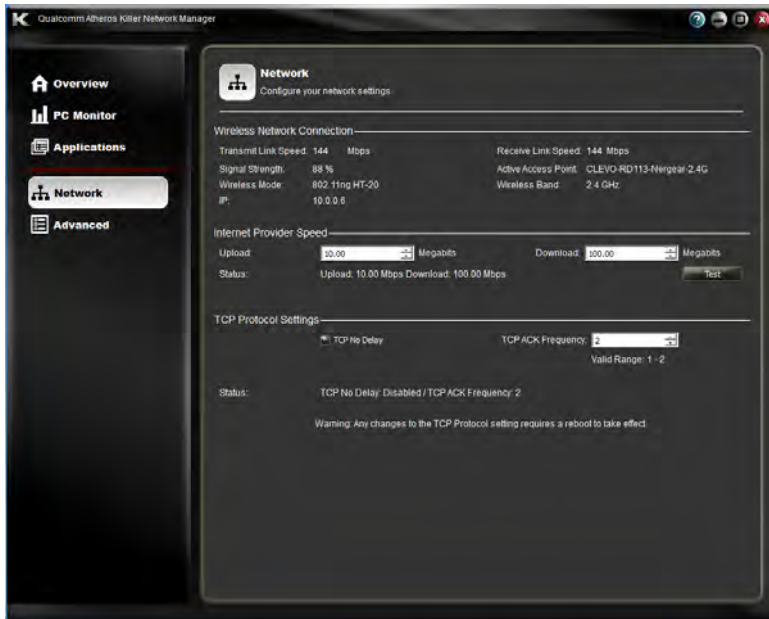 Qualcomm Atheros Killer Network Manager
Overview
PC Monitor
Applications
Network
Advanced
Network
Configure your network settings
Wireless Network Connection
Transmit Link Speed: 144 Mbps Receive Link Speed: 144 Mbps
Signal Strength: 88 % Active Access Point: CLEVO-RD113-Nergear-2.4G
Wireless Mode: 802.11ng HT-20 Wireless Band: 2.4 GHz
IP: 10.0.0.6
Internet Provider Speed
Upload: 10.00 Megabits Download: 100.00 Megabits
Status: Upload: 10.00 Mbps Download: 100.00 Mbps Test
TCP Protocol Settings
TCP No Delay TCP ACK Frequency: 2
Valid Range: 1 - 2
Status: TCP No Delay: Disabled / TCP ACK Frequency: 2
Warning: Any changes to the TCP Protocol setting requires a reboot to take effect.